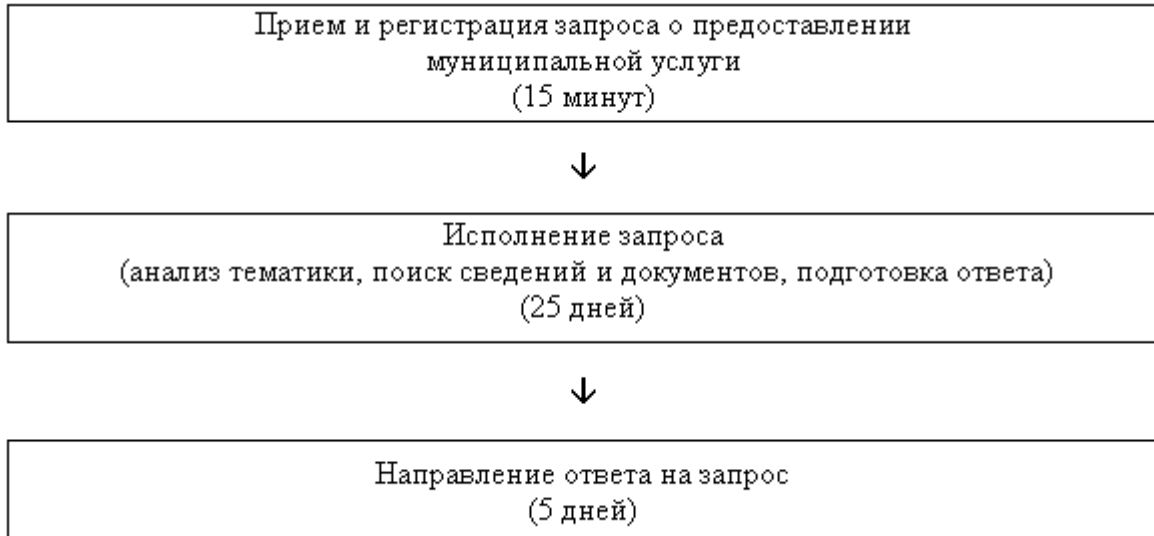 Прием и регистрация запроса о предоставлении
муниципальной услуги
(15 минут)
↓
Исполнение запроса
(анализ тематики, поиск сведений и документов, подготовка ответа)
(25 дней)
↓
Направление ответа на запрос
(5 дней)